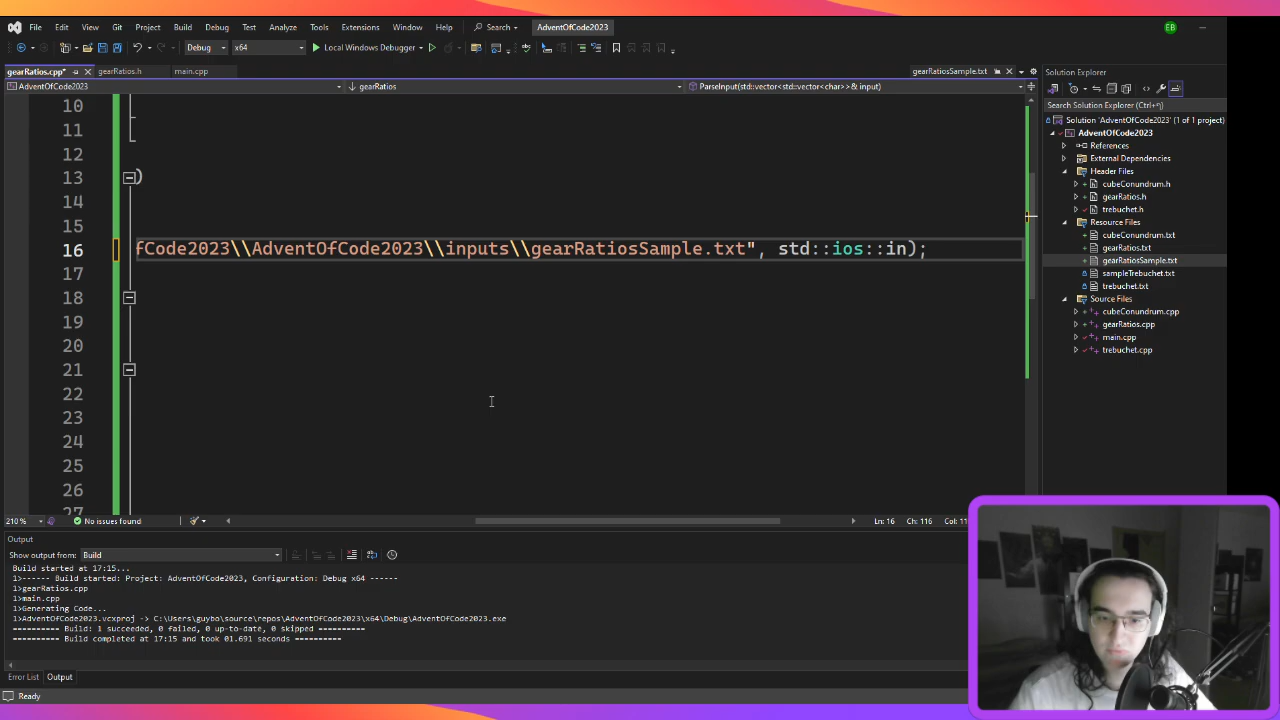 File Edit View Git Project Build Debug Test Analyze Tools Extensions Window Help Search AdventOfCode2023 EB
Debug x64 Local Windows Debugger
gearRatios.cpp* gearRatios.h main.cpp gearRatiosSample.txt
AdventOfCode2023 gearRatios ParseInput(std::vector<std::vector<char>>& input)
10
11
12
13 )
14
15
16 fCode2023\\AdventOfCode2023\\inputs\\gearRatiosSample.txt", std::ios::in);
17
18
19
20
21
22
23
24
25
26
27
210 % No issues found Ln: 16 Ch: 116
Output
Show output from: Build
Build started at 17:15...
1>------ Build started: Project: AdventOfCode2023, Configuration: Debug x64 ------
1>gearRatios.cpp
1>main.cpp
1>Generating Code...
1>AdventOfCode2023.vcxproj -> C:\Users\guybo\source\repos\AdventOfCode2023\x64\Debug\AdventOfCode2023.exe
========== Build: 1 succeeded, 0 failed, 0 up-to-date, 0 skipped ==========
========== Build completed at 17:15 and took 01.691 seconds ==========
Error List Output
Ready
Solution Explorer
Search Solution Explorer (Ctrl+')
Solution 'AdventOfCode2023' (1 of 1 project)
AdventOfCode2023
References
External Dependencies
Header Files
cubeConundrum.h
gearRatios.h
trebuchet.h
Resource Files
cubeConundrum.txt
gearRatios.txt
gearRatiosSample.txt
sampleTrebuchet.txt
trebuchet.txt
Source Files
cubeConundrum.cpp
gearRatios.cpp
main.cpp
trebuchet.cpp